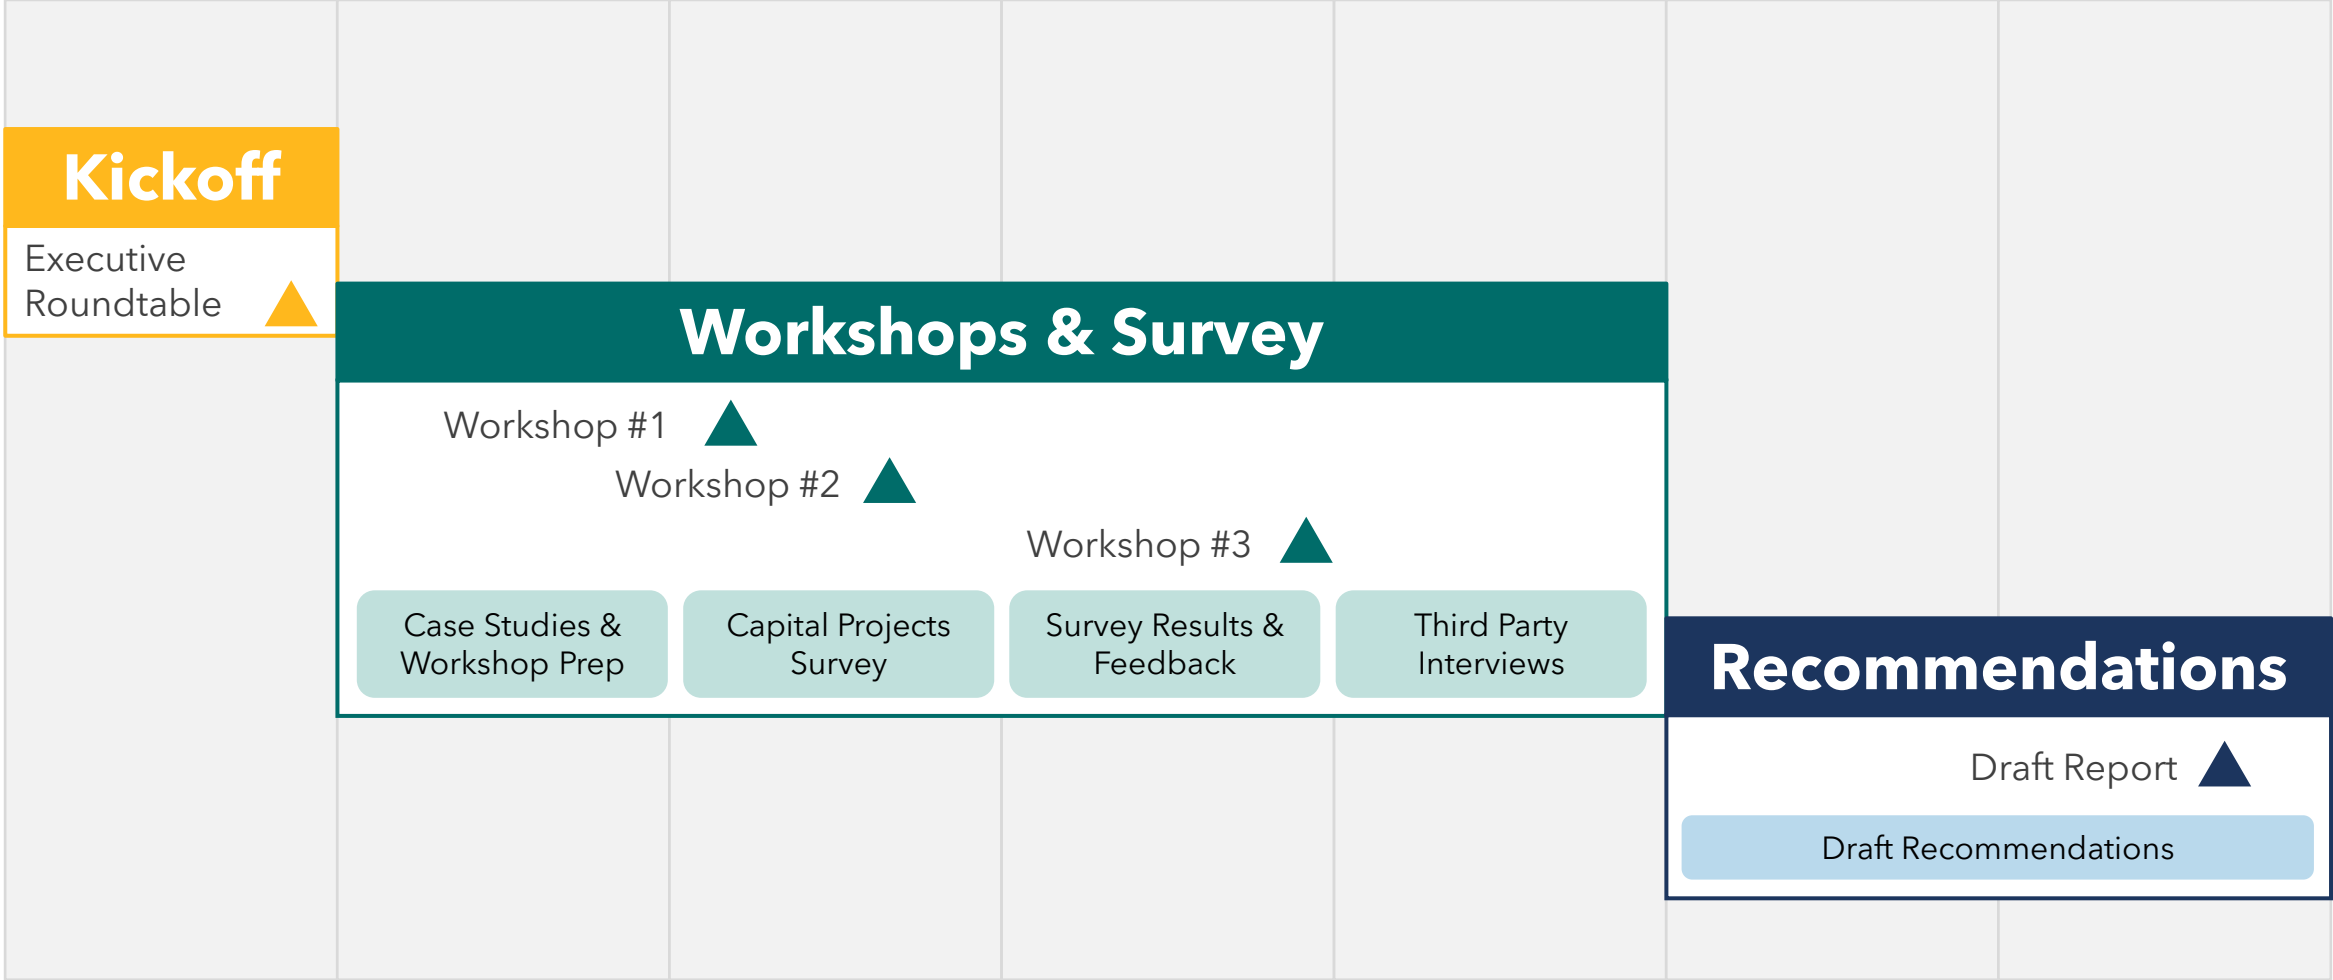 Kickoff
Executive
Roundtable
Workshops & Survey
Workshop #1
Workshop #2
Workshop #3
Case Studies &
Workshop Prep
Capital Projects
Survey
Survey Results &
Feedback
Third Party
Interviews
Recommendations
Draft Report
Draft Recommendations